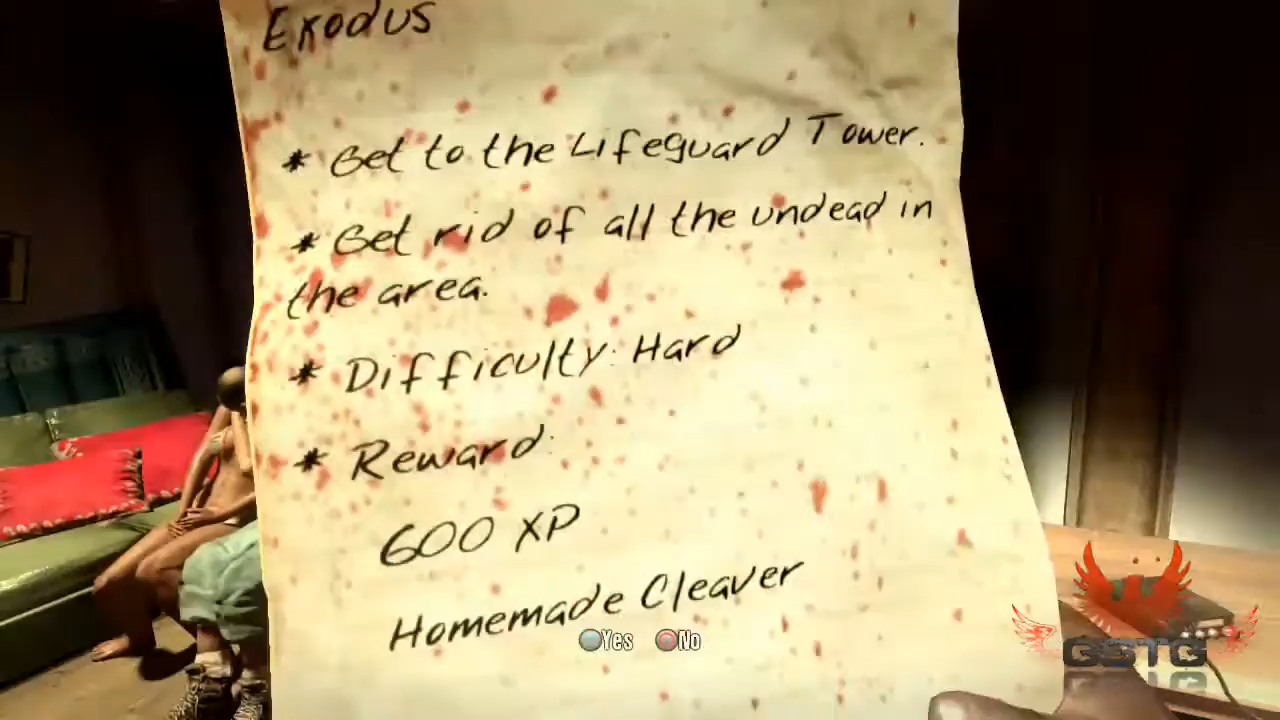 Exodus
* Get to the Lifeguard Tower.
* Get rid of all the undead in
the area.
* Difficulty: Hard
* Reward:
600 XP
Homemade Cleaver
Yes No
GSTG